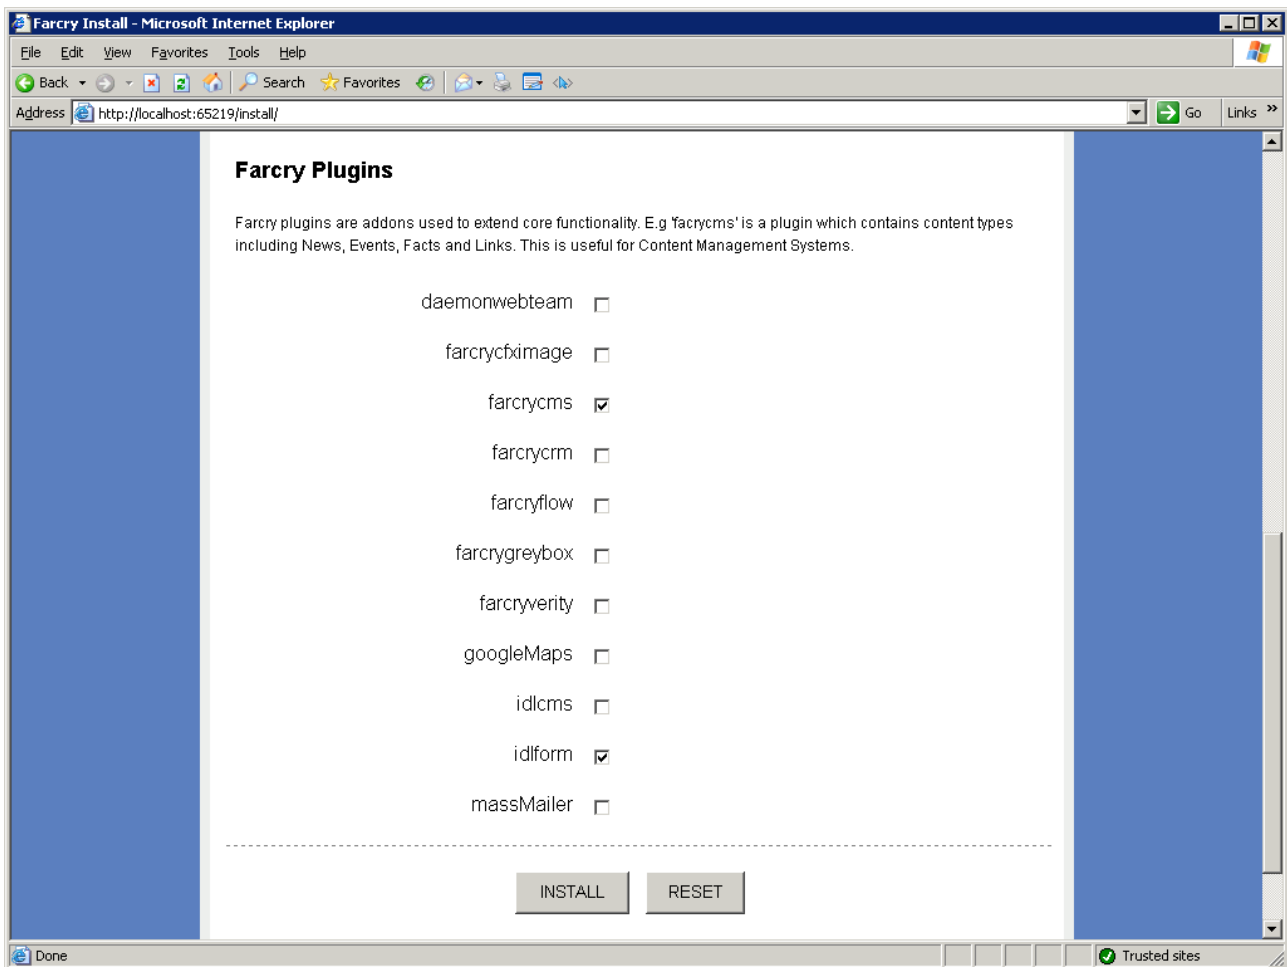 Farcry Install - Microsoft Internet Explorer
File Edit View Favorites Tools Help
Back Search Favorites
Address http://localhost:65219/install/ Go Links »
Farcry Plugins
Farcry plugins are addons used to extend core functionality. E.g 'facrycms' is a plugin which contains content types
including News, Events, Facts and Links. This is useful for Content Management Systems.
daemonwebteam
farcrycfximage
farcrycms
farcrycrm
farcryflow
farcrygreybox
farcryverity
googleMaps
idlcms
idlform
massMailer
INSTALL RESET
Done Trusted sites